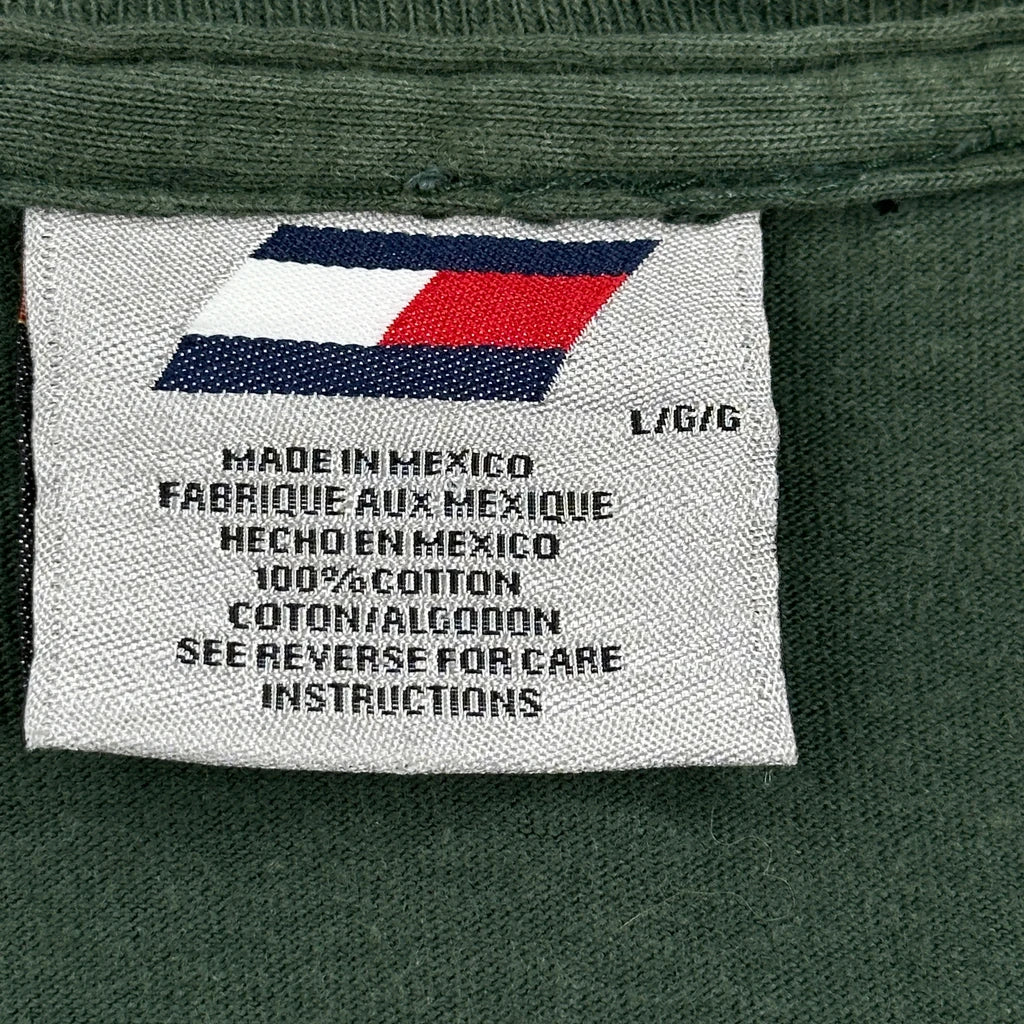 L/G/G
MADE IN MEXICO
FABRIQUE AUX MEXIQUE
HECHO EN MEXICO
100% COTTON
COTON/ALGODON
SEE REVERSE FOR CARE
INSTRUCTIONS